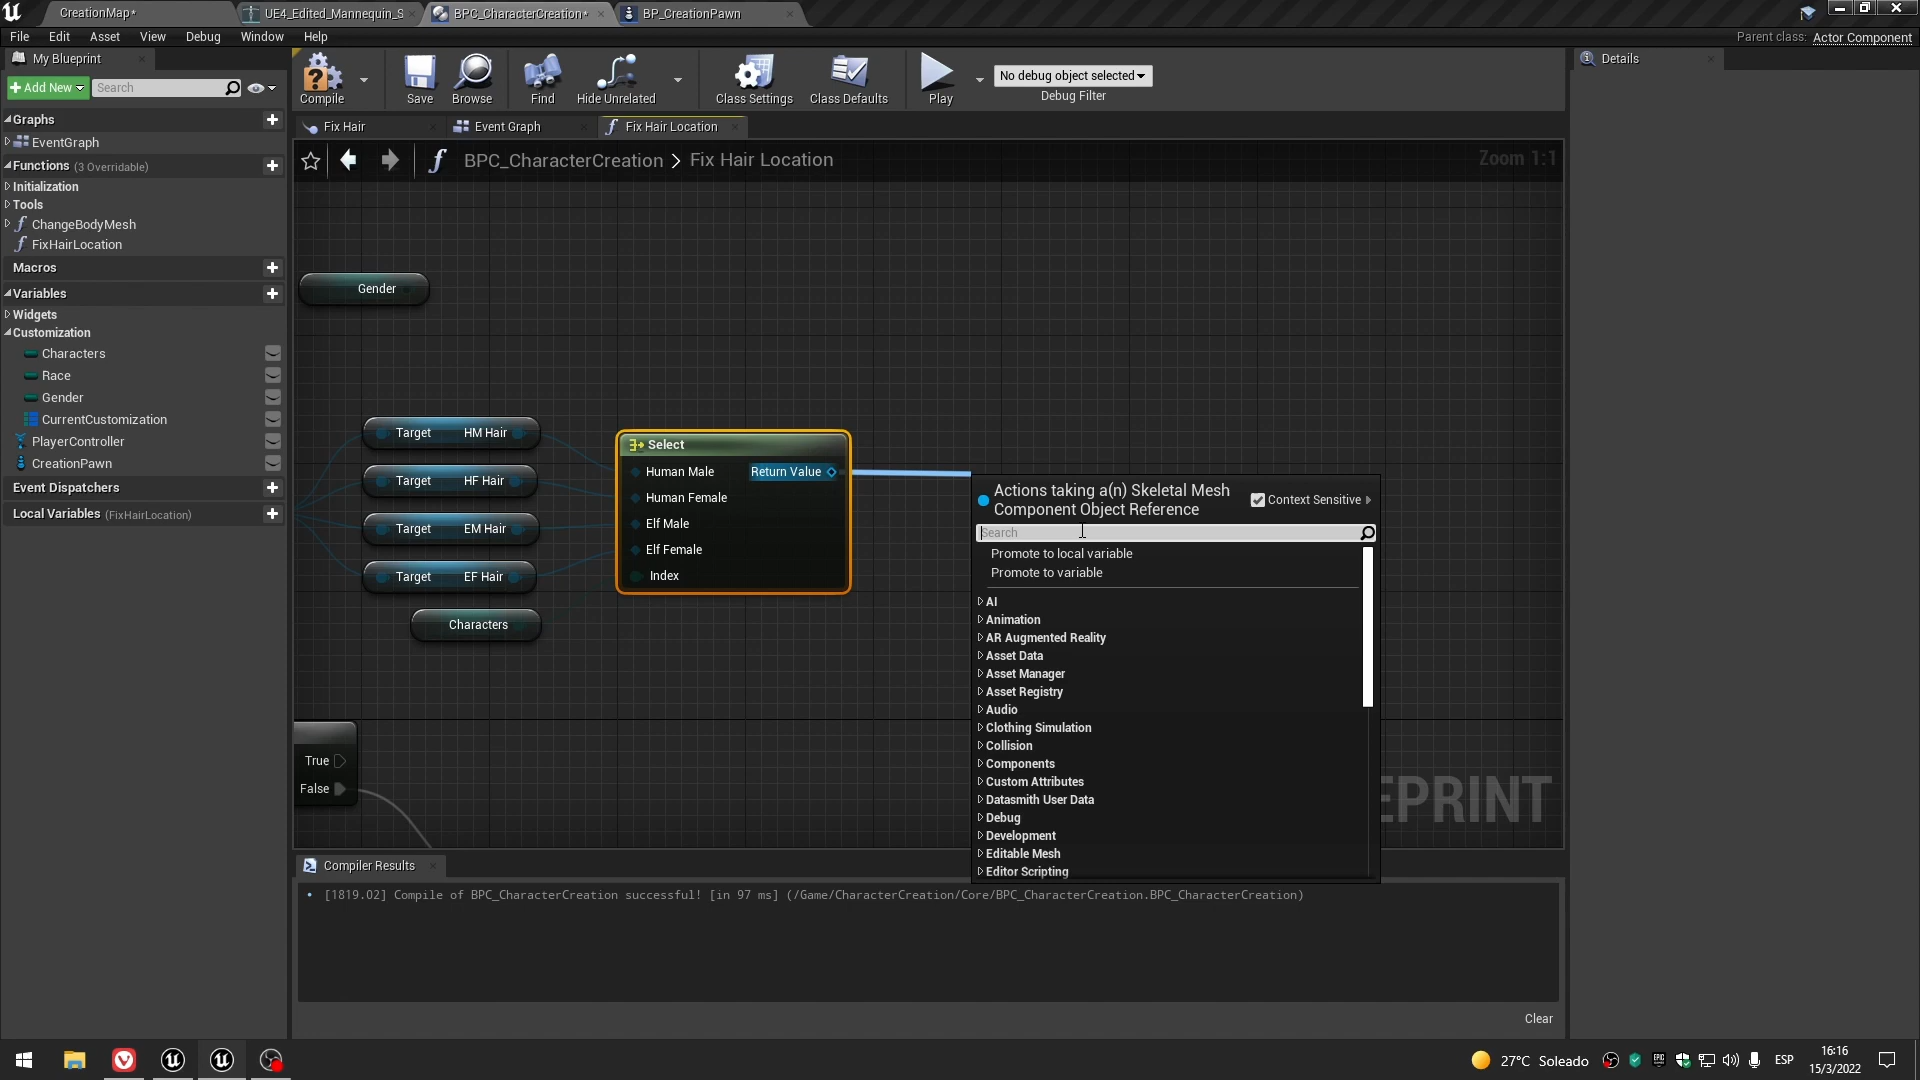 CreationMap*
UE4_Edited_Mannequin_S
BPC_CharacterCreation*
BP_CreationPawn
File Edit Asset View Debug Window Help
Parent class: Actor Component
My Blueprint
Add New
Search
Compile
Save
Browse
Find
Hide Unrelated
Class Settings
Class Defaults
Play
No debug object selected
Debug Filter
Details
Graphs
EventGraph
Functions (3 Overridable)
Initialization
Tools
ChangeBodyMesh
FixHairLocation
Macros
Variables
Widgets
Customization
Characters
Race
Gender
CurrentCustomization
PlayerController
CreationPawn
Event Dispatchers
Local Variables (FixHairLocation)
Fix Hair
Event Graph
Fix Hair Location
BPC_CharacterCreation > Fix Hair Location
Zoom 1:1
Gender
Target HM Hair
Target HF Hair
Target EM Hair
Target EF Hair
Characters
Select
Human Male Return Value
Human Female
Elf Male
Elf Female
Index
True
False
Actions taking a(n) Skeletal Mesh
Component Object Reference
Context Sensitive
Search
Promote to local variable
Promote to variable
AI
Animation
AR Augmented Reality
Asset Data
Asset Manager
Asset Registry
Audio
Clothing Simulation
Collision
Components
Custom Attributes
Datasmith User Data
Debug
Development
Editable Mesh
Editor Scripting
EPRINT
Compiler Results
[1819.02] Compile of BPC_CharacterCreation successful! [in 97 ms] (/Game/CharacterCreation/Core/BPC_CharacterCreation.BPC_CharacterCreation)
Clear
27°C Soleado
ESP
16:16
15/3/2022